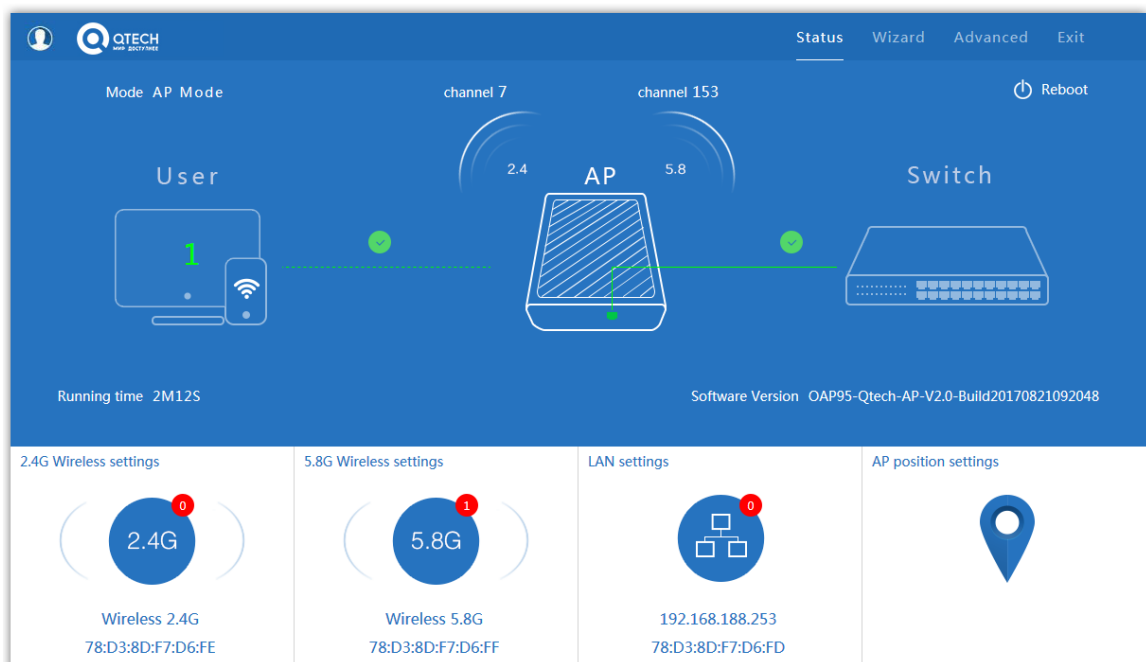 QTECH
МИР ДОСТУПНЕЕ
Status Wizard Advanced Exit
Mode AP Mode
channel 7
channel 153
Reboot
2.4
5.8
User
AP
Switch
1
Running time 2M12S
Software Version OAP95-Qtech-AP-V2.0-Build20170821092048
2.4G Wireless settings
0
2.4G
Wireless 2.4G
78:D3:8D:F7:D6:FE
5.8G Wireless settings
1
5.8G
Wireless 5.8G
78:D3:8D:F7:D6:FF
LAN settings
0
192.168.188.253
78:D3:8D:F7:D6:FD
AP position settings